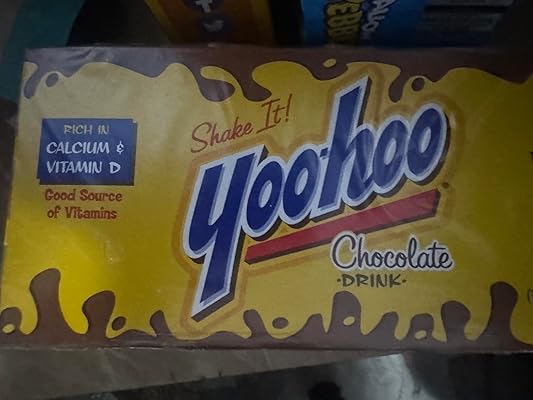 RICH IN
CALCIUM &
VITAMIN D
Good Source
of Vitamins
Shake It!
yoo-hoo
Chocolate
·DRINK·